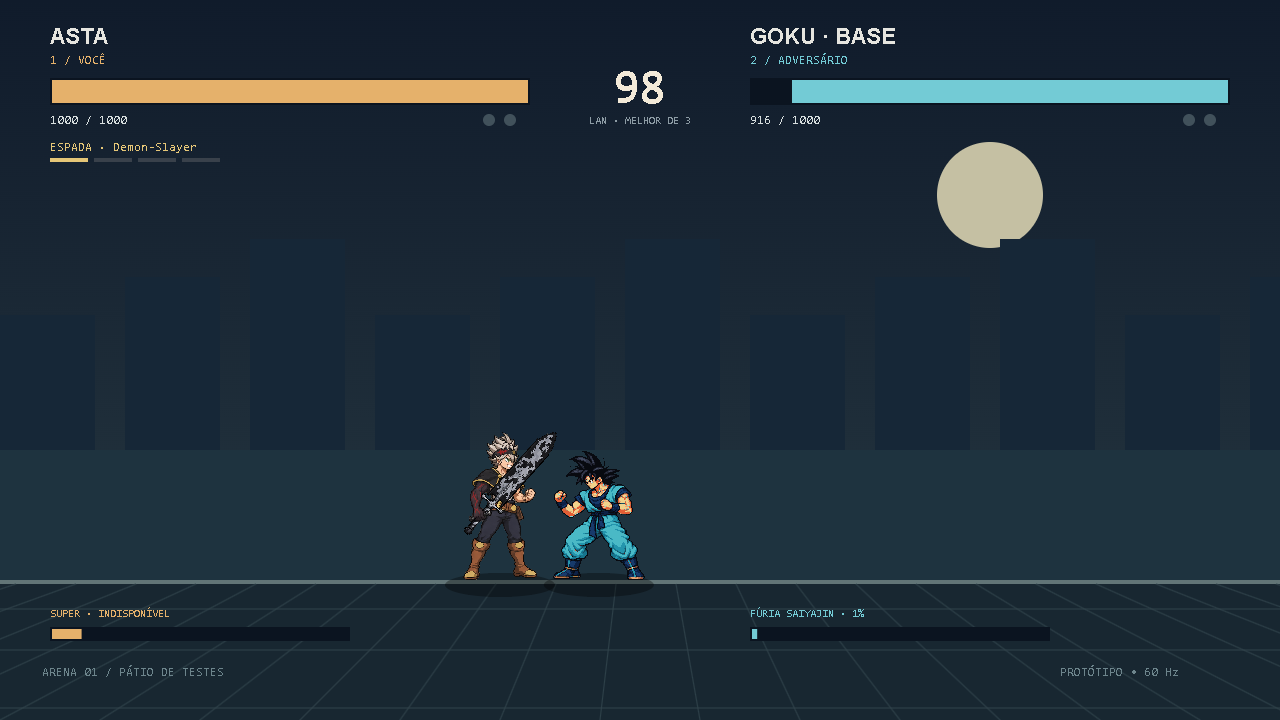 ASTA
1 / VOCÊ
1000 / 1000
ESPADA · Demon-Slayer
98
LAN · MELHOR DE 3
GOKU · BASE
2 / ADVERSÁRIO
916 / 1000
SUPER · INDISPONÍVEL
FÚRIA SAIYAJIN · 1%
ARENA 01 / PÁTIO DE TESTES
PROTÓTIPO • 60 Hz